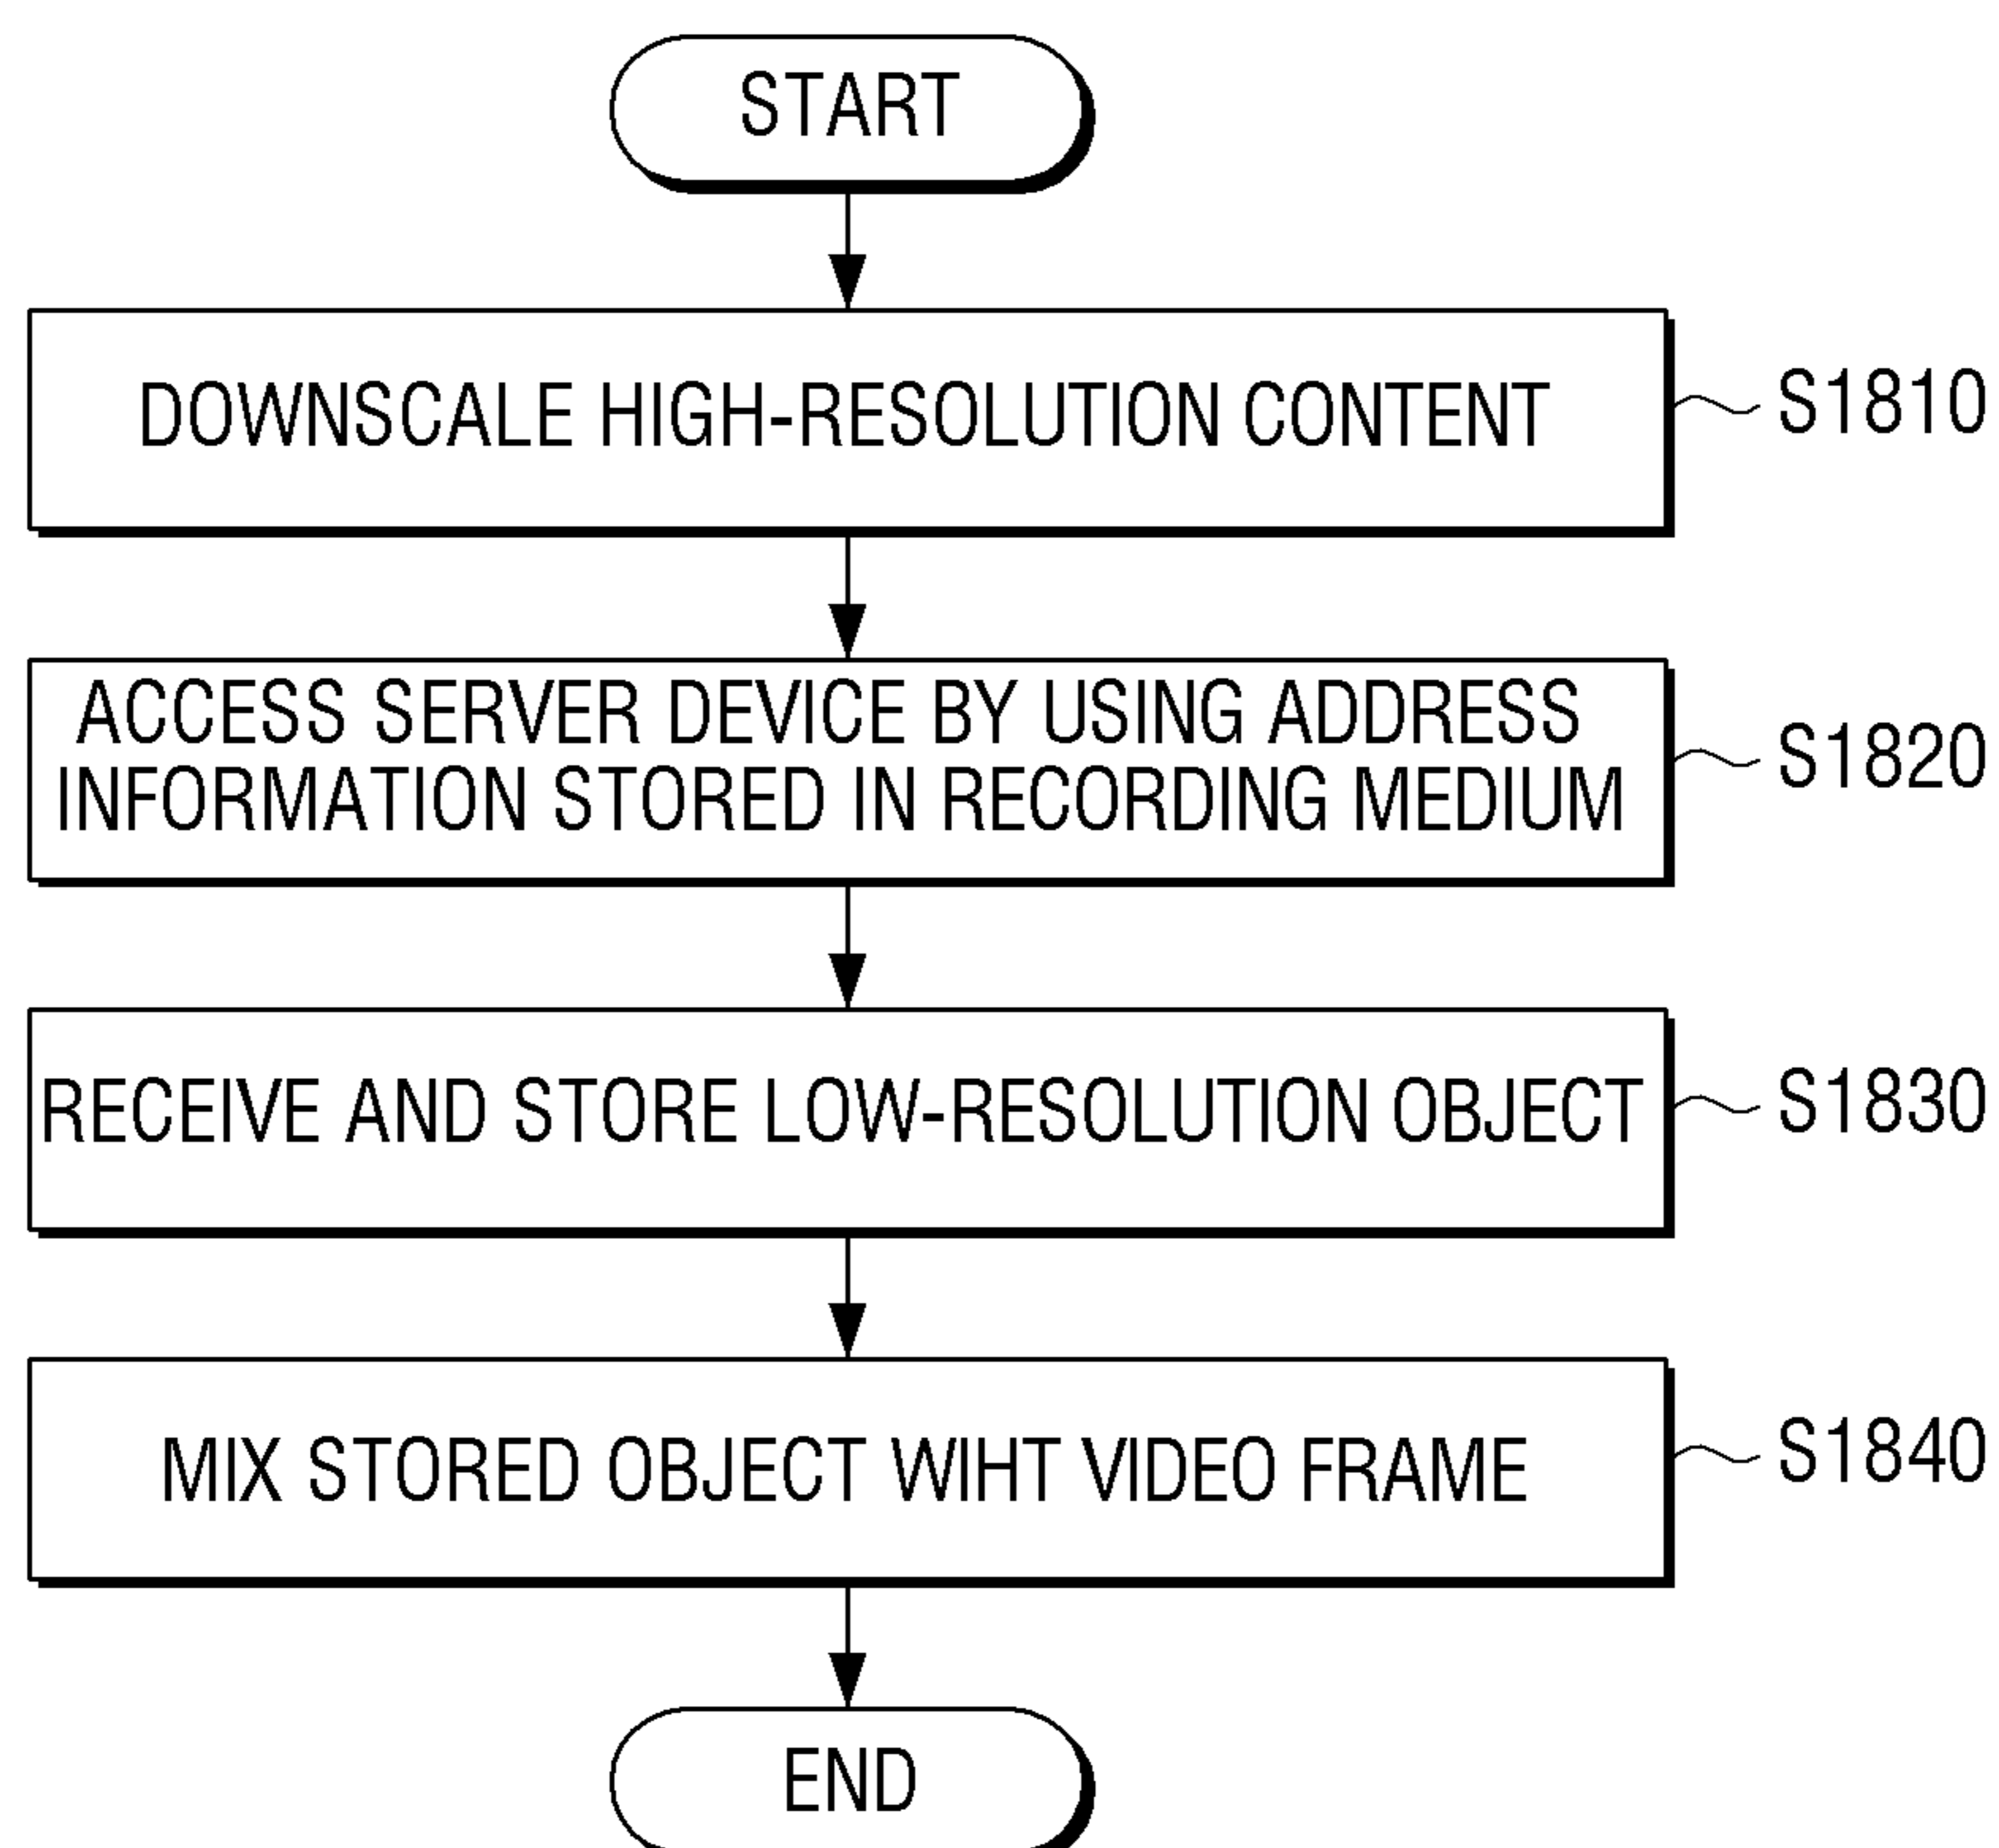 START
DOWNSCALE HIGH-RESOLUTION CONTENT
S1810
ACCESS SERVER DEVICE BY USING ADDRESS
INFORMATION STORED IN RECORDING MEDIUM
S1820
RECEIVE AND STORE LOW-RESOLUTION OBJECT
S1830
MIX STORED OBJECT WIHT VIDEO FRAME
S1840
END